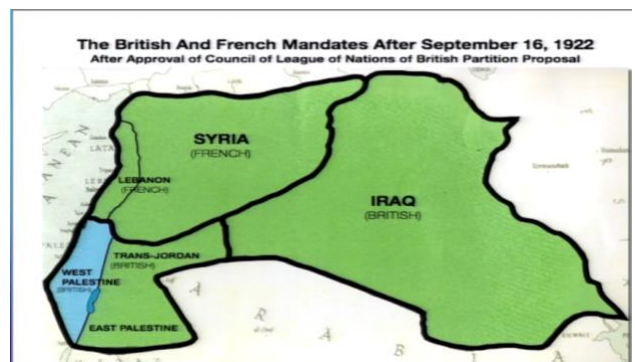 The British And French Mandates After September 16, 1922
After Approval of Council of League of Nations of British Partition Proposal
SYRIA
(FRENCH)
LEBANON
(FRENCH)
IRAQ
(BRITISH)
TRANS-JORDAN
(BRITISH)
WEST
PALESTINE
(BRITISH)
EAST PALESTINE
A R A B I A